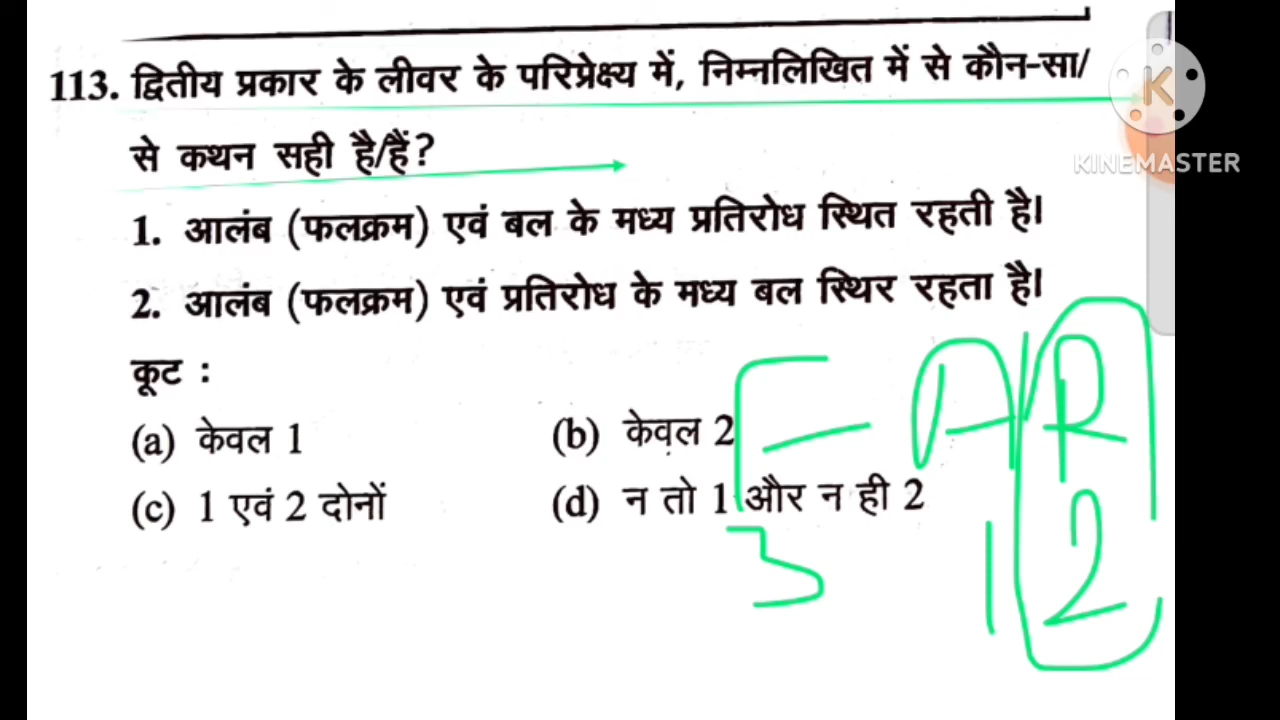 113. द्वितीय प्रकार के लीवर के परिप्रेक्ष्य में, निम्नलिखित में से कौन-सा/
से कथन सही है/हैं?
1. आलंब (फलक्रम) एवं बल के मध्य प्रतिरोध स्थित रहती है।
2. आलंब (फलक्रम) एवं प्रतिरोध के मध्य बल स्थिर रहता है।
कूट :
(a) केवल 1 (b) केवल 2
(c) 1 एवं 2 दोनों (d) न तो 1 और न ही 2
F A R
3 1 2
K
KINEMASTER